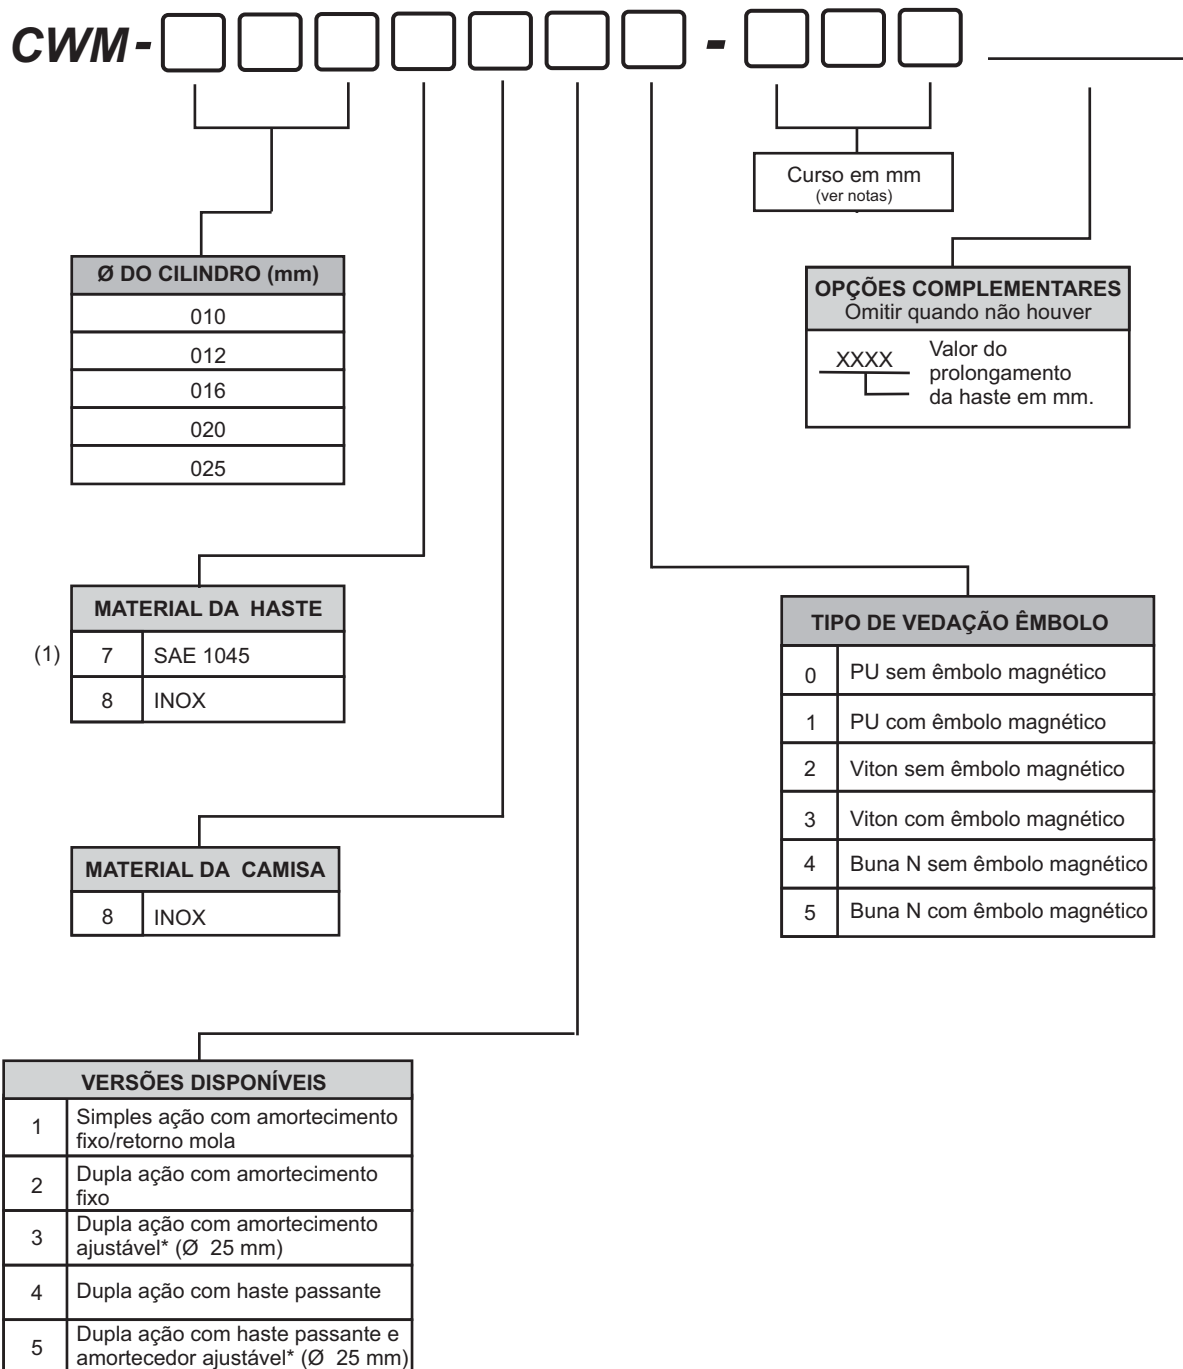 CWM- -
Curso em mm
(ver notas)
Ø DO CILINDRO (mm)
010
012
016
020
025
OPÇÕES COMPLEMENTARES
Omitir quando não houver
XXXX
Valor do
prolongamento
da haste em mm.
MATERIAL DA HASTE
(1) 7 SAE 1045
8 INOX
TIPO DE VEDAÇÃO ÊMBOLO
0 PU sem êmbolo magnético
1 PU com êmbolo magnético
2 Viton sem êmbolo magnético
3 Viton com êmbolo magnético
4 Buna N sem êmbolo magnético
5 Buna N com êmbolo magnético
MATERIAL DA CAMISA
8 INOX
VERSÕES DISPONÍVEIS
1 Simples ação com amortecimento
fixo/retorno mola
2 Dupla ação com amortecimento
fixo
3 Dupla ação com amortecimento
ajustável* (Ø 25 mm)
4 Dupla ação com haste passante
5 Dupla ação com haste passante e
amortecedor ajustável* (Ø 25 mm)